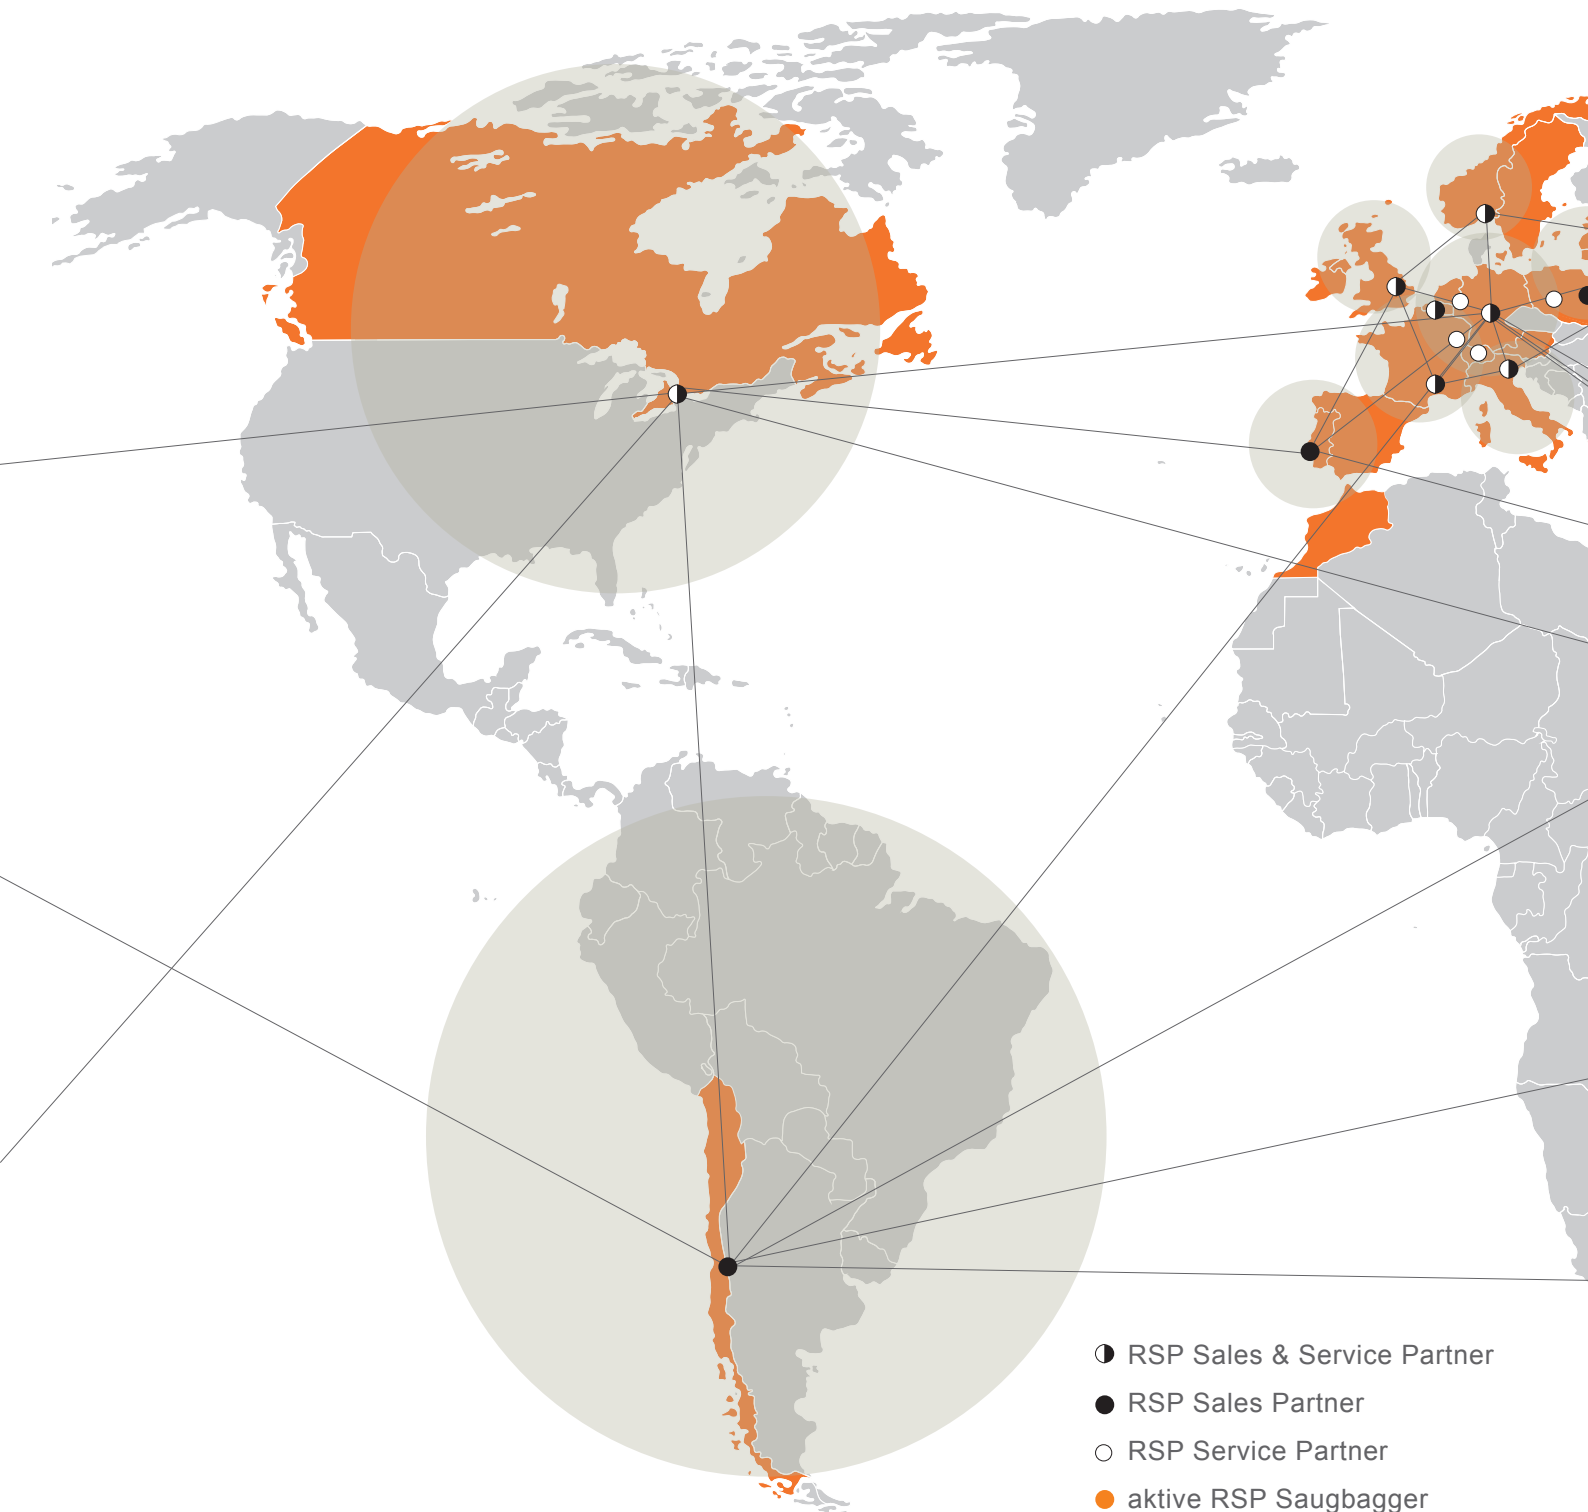 RSP Sales & Service Partner
RSP Sales Partner
RSP Service Partner
aktive RSP Saugbagger